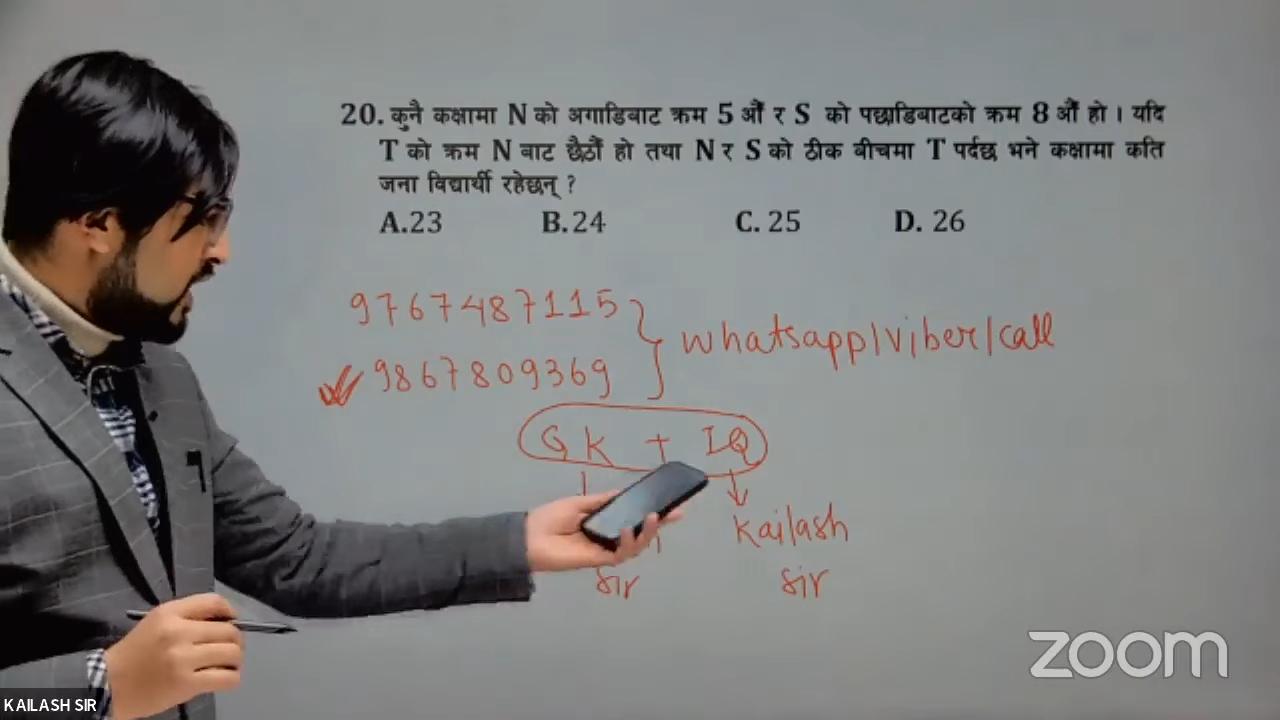 20. कुनै कक्षामा N को अगाडिबाट क्रम 5 औं र S को पछाडिबाटको क्रम 8 औं हो । यदि
T को क्रम N बाट छैठौं हो तथा N र S को ठीक बीचमा T पर्दछ भने कक्षामा कति
जना विद्यार्थी रहेछन् ?
A.23 B.24 C. 25 D. 26
9767487115
whatsapp/viber/call
9867809369
GK + IQ
Kailash
Sir Sir
zoom
KAILASH SIR